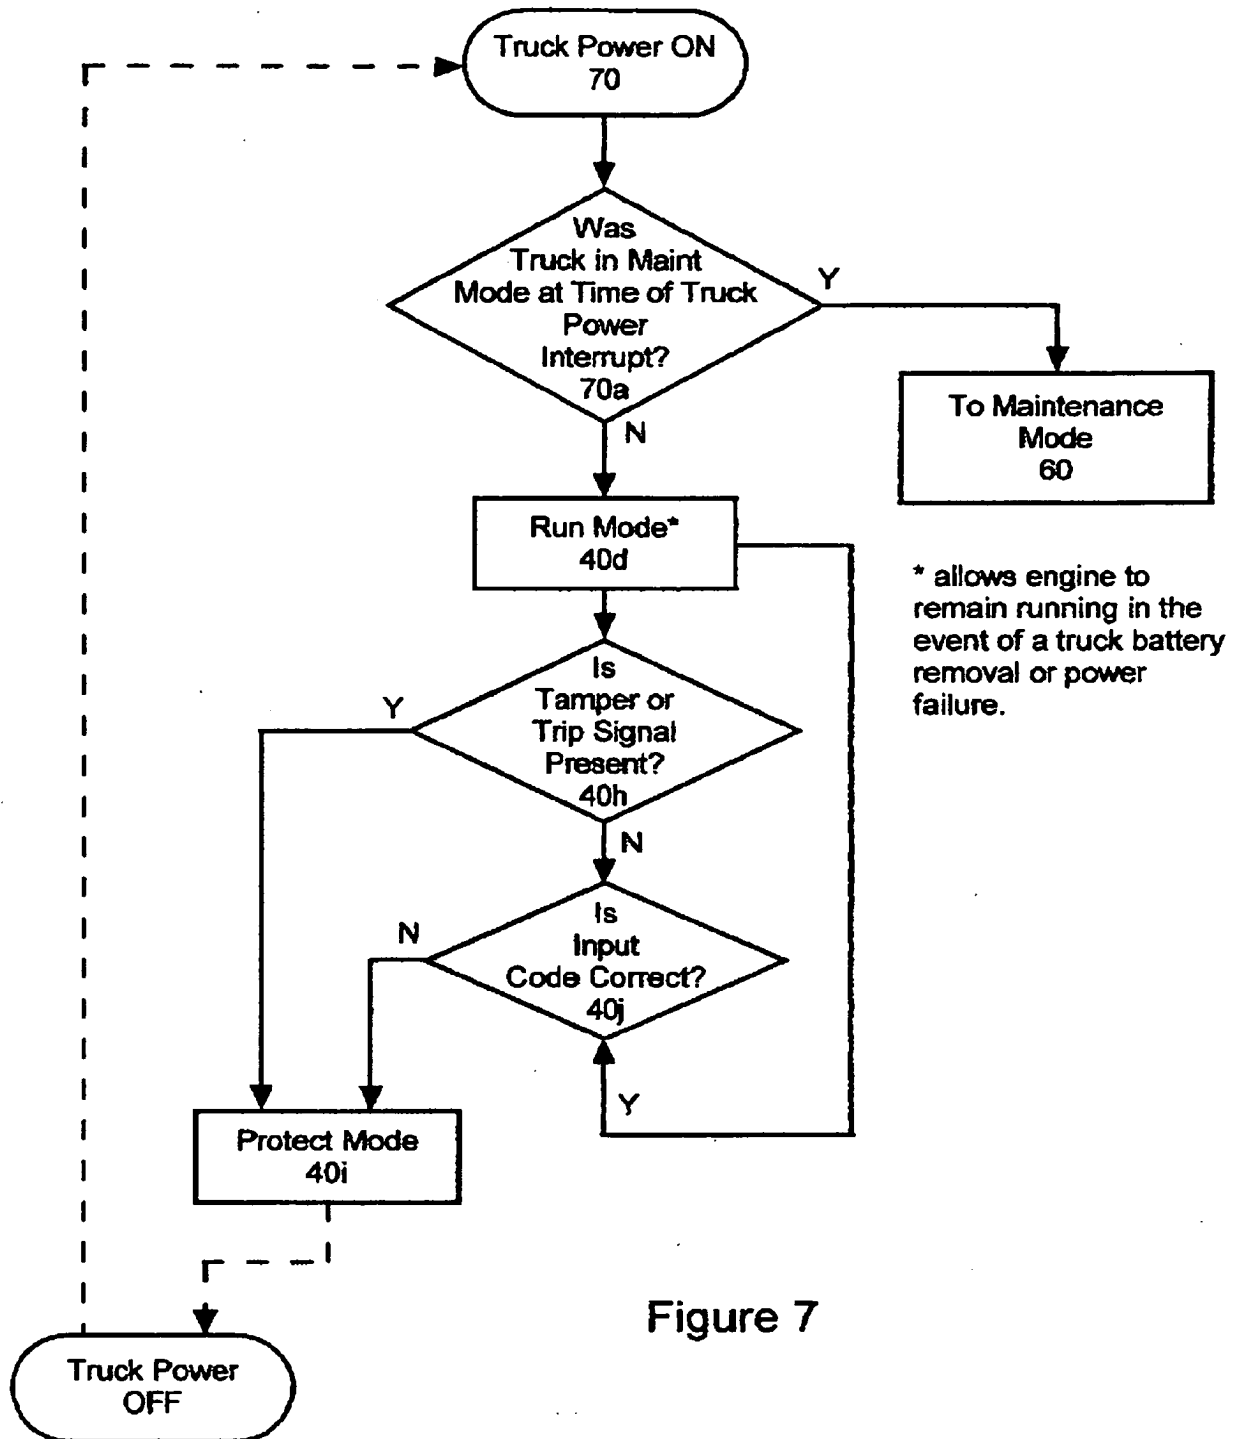 Truck Power ON
70
Was
Truck in Maint
Mode at Time of Truck
Power
Interrupt?
70a
Y
N
To Maintenance
Mode
60
Run Mode*
40d
* allows engine to
remain running in the
event of a truck battery
removal or power
failure.
Is
Tamper or
Trip Signal
Present?
40h
Y
N
Is
Input
Code Correct?
40j
N
Y
Protect Mode
40i
Truck Power
OFF
Figure 7